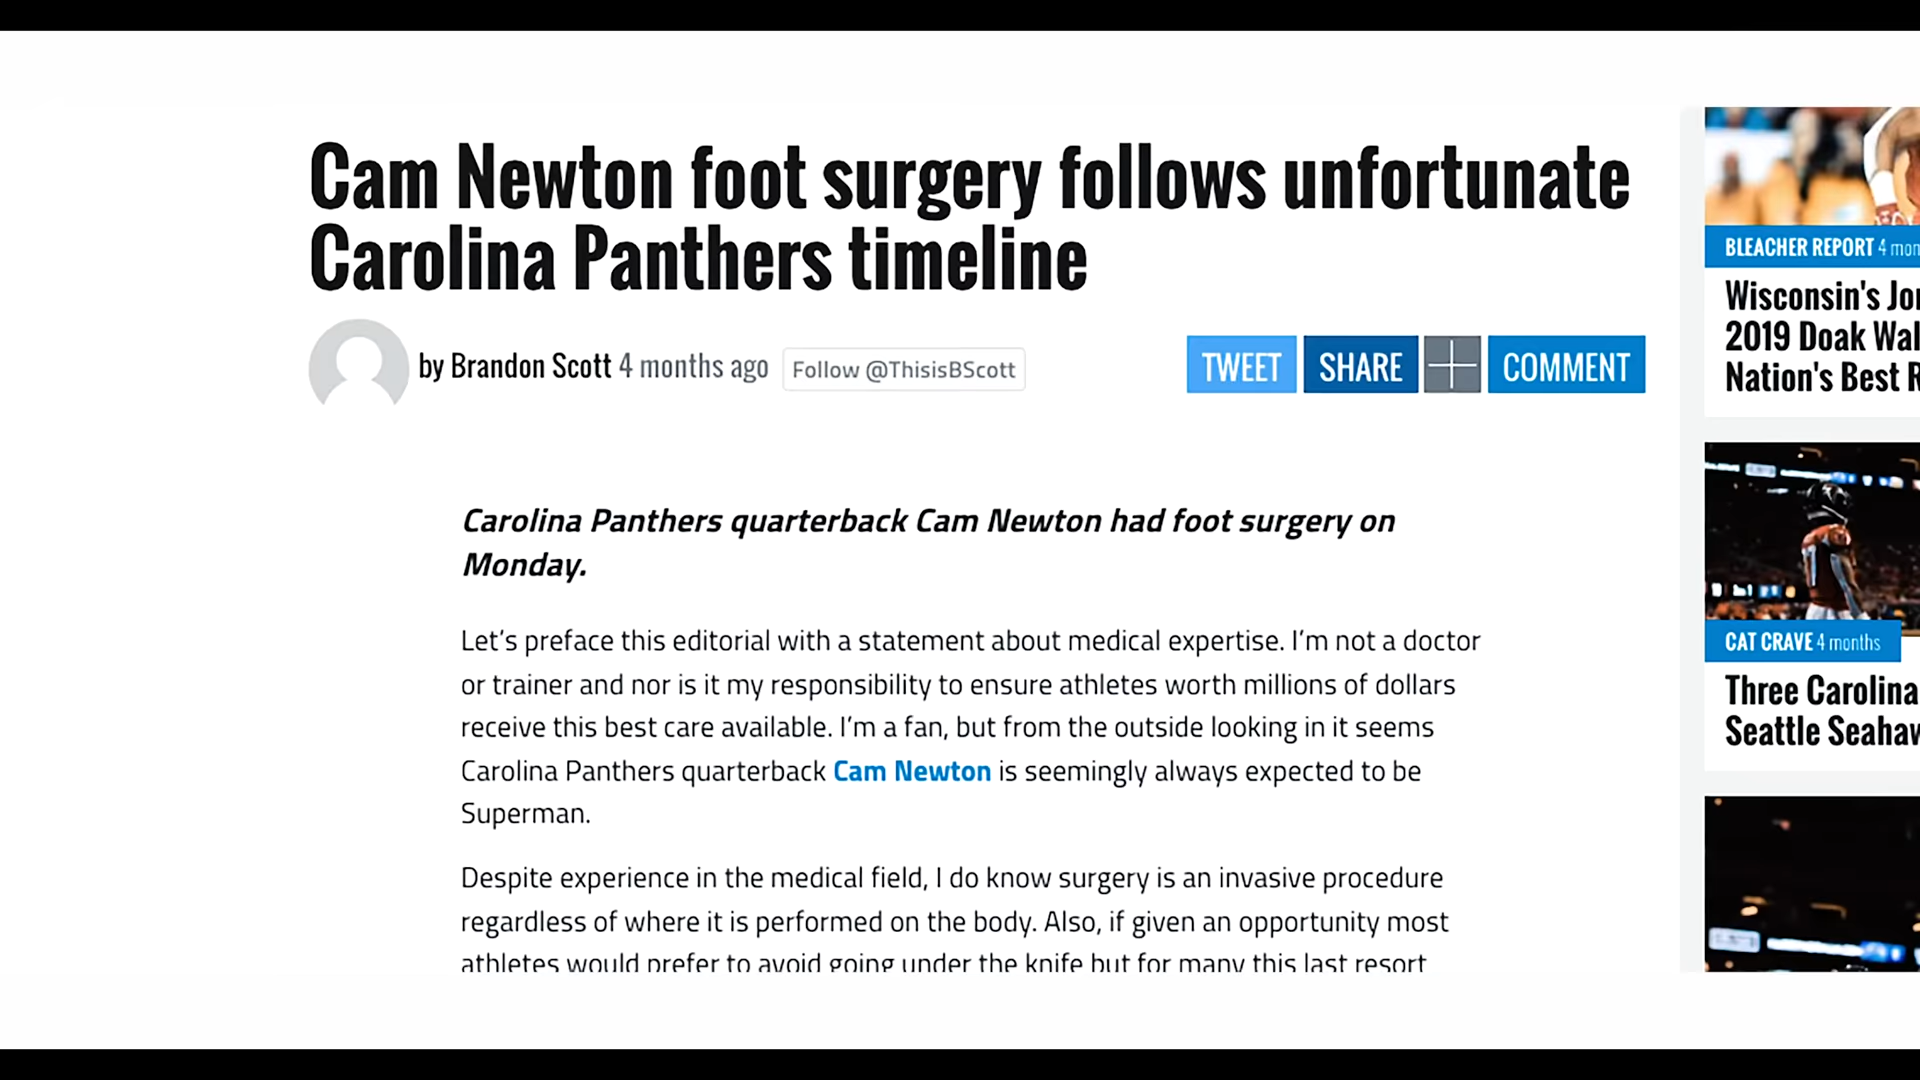 Cam Newton foot surgery follows unfortunate
Carolina Panthers timeline
by Brandon Scott 4 months ago
Follow @ThisisBScott
TWEET
SHARE
COMMENT
Carolina Panthers quarterback Cam Newton had foot surgery on
Monday.
Let's preface this editorial with a statement about medical expertise. I'm not a doctor
or trainer and nor is it my responsibility to ensure athletes worth millions of dollars
receive this best care available. I'm a fan, but from the outside looking in it seems
Carolina Panthers quarterback Cam Newton is seemingly always expected to be
Superman.
Despite experience in the medical field, I do know surgery is an invasive procedure
regardless of where it is performed on the body. Also, if given an opportunity most
athletes would prefer to avoid going under the knife but for many this last resort
BLEACHER REPORT 4 mon
Wisconsin's Jo
2019 Doak Wal
Nation's Best R
CAT CRAVE 4 months
Three Carolina
Seattle Seahaw